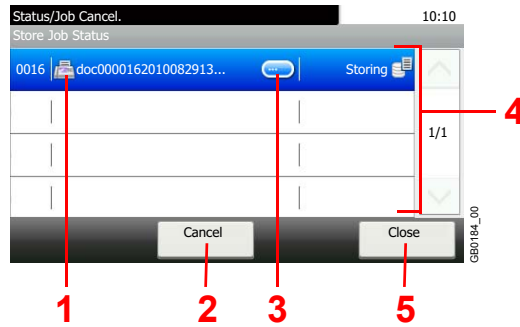 Status/Job Cancel. 10:10
Store Job Status
0016 doc0000162010082913... Storing
4
1/1
Cancel Close
GB0184_00
1 2 3 5